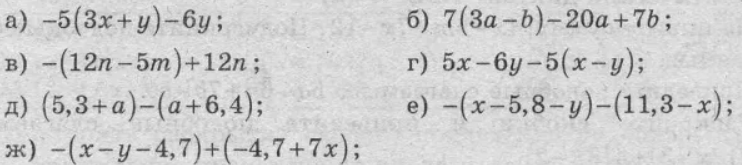 а) –5(3x+y)–6y; б) 7(3a–b)–20a+7b;
в) –(12n–5m)+12n; г) 5x–6y–5(x–y);
д) (5,3+a)–(a+6,4); е) –(x–5,8–y)–(11,3–x);
ж) –(x–y–4,7)+(–4,7+7x);